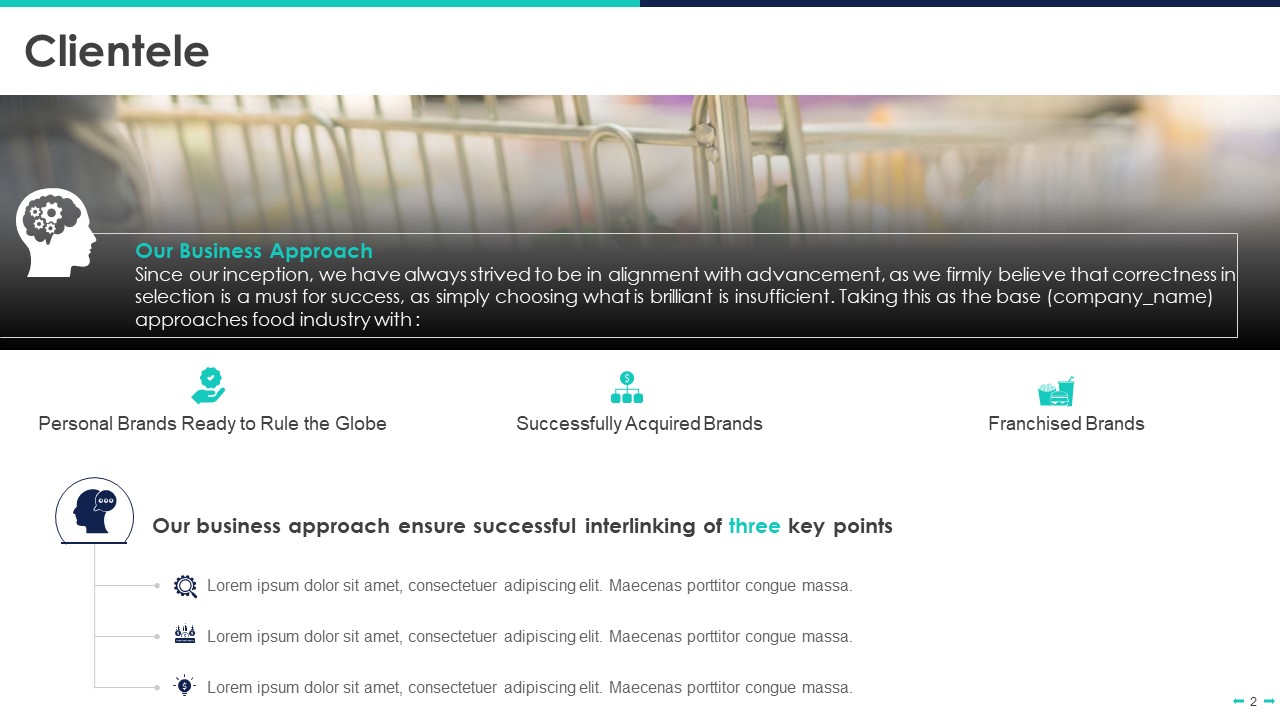 Clientele
Our Business Approach
Since our inception, we have always strived to be in alignment with advancement, as we firmly believe that correctness in
selection is a must for success, as simply choosing what is brilliant is insufficient. Taking this as the base (company_name)
approaches food industry with :
Personal Brands Ready to Rule the Globe
Successfully Acquired Brands
Franchised Brands
Our business approach ensure successful interlinking of three key points
Lorem ipsum dolor sit amet, consectetuer adipiscing elit. Maecenas porttitor congue massa.
Lorem ipsum dolor sit amet, consectetuer adipiscing elit. Maecenas porttitor congue massa.
Lorem ipsum dolor sit amet, consectetuer adipiscing elit. Maecenas porttitor congue massa.
2